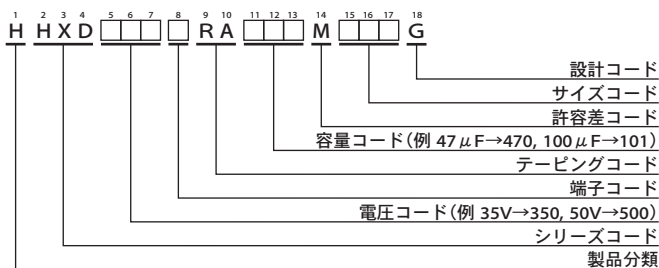 1 2 3 4 5 6 7 8 9 10 11 12 13 14 15 16 17 18
H H X D □□□ □ R A □□□ M □□□ G
設計コード
サイズコード
許容差コード
容量コード(例 47μF→470, 100μF→101)
テーピングコード
端子コード
電圧コード(例 35V→350, 50V→500)
シリーズコード
製品分類